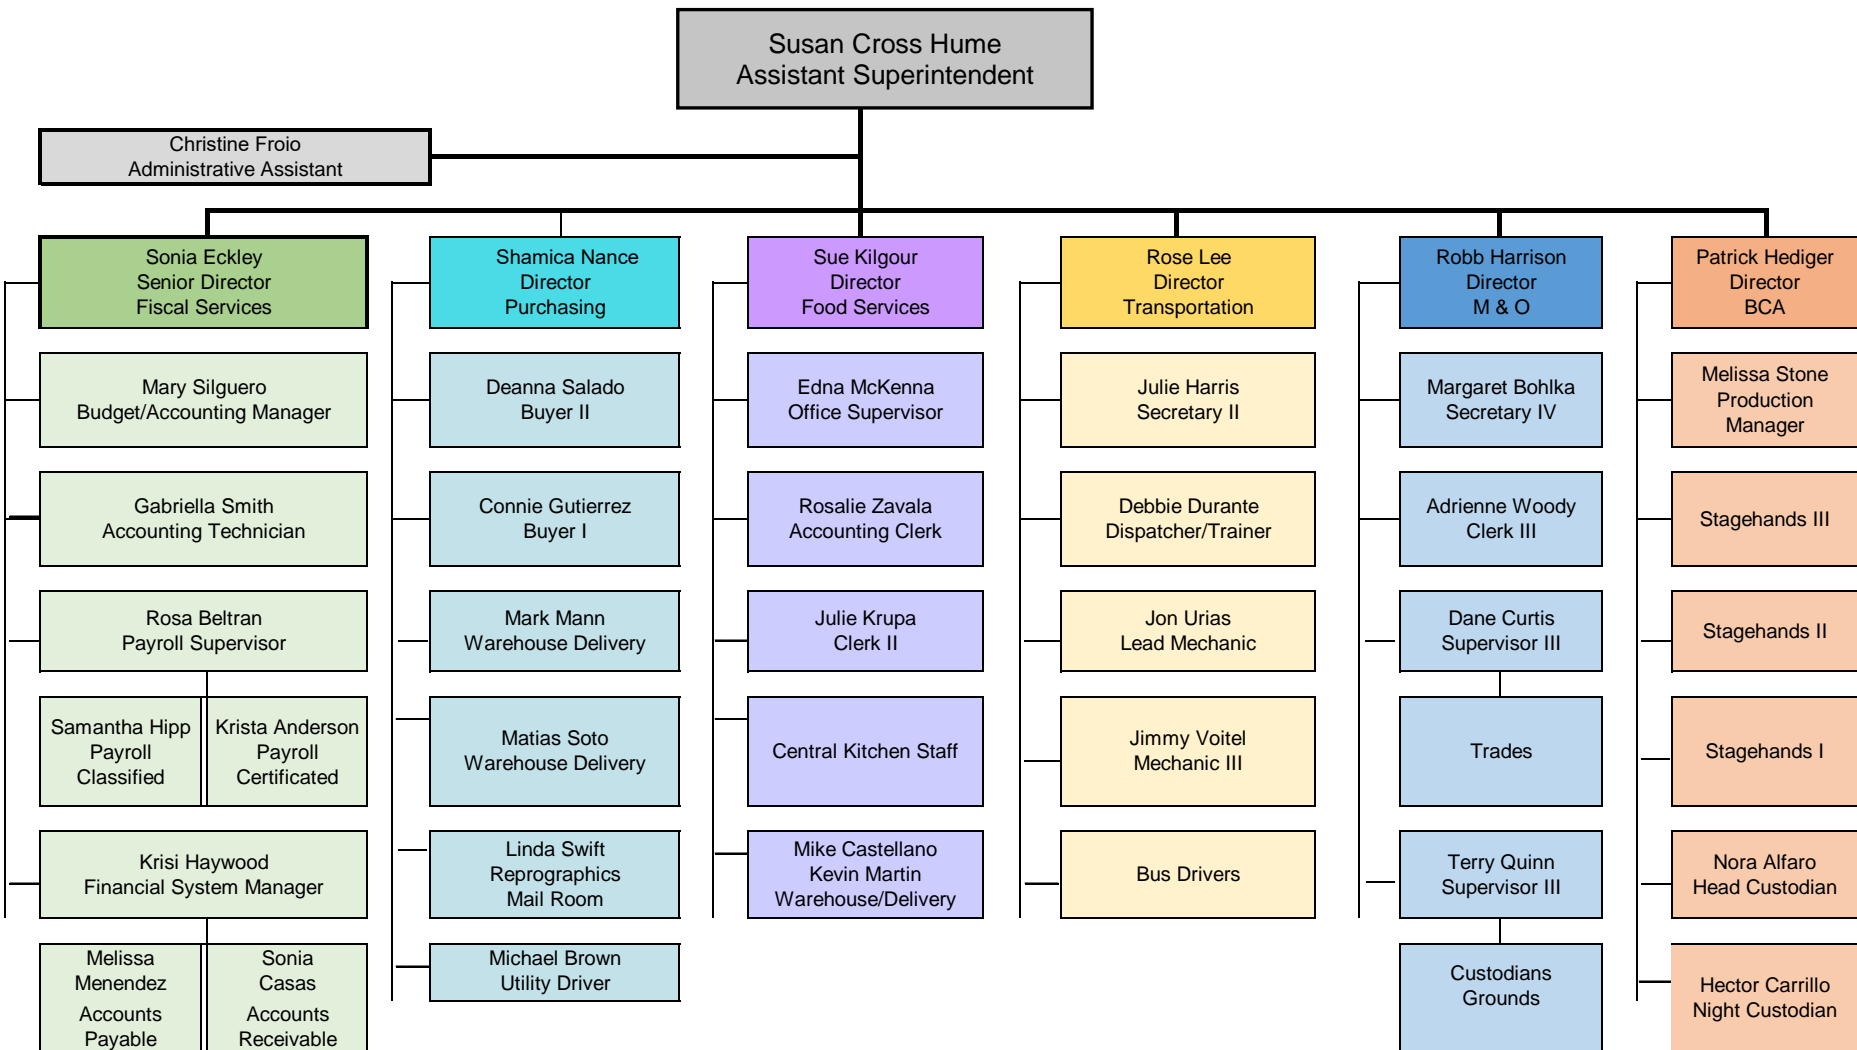 Susan Cross Hume
Assistant Superintendent
Christine Froio
Administrative Assistant
Sonia Eckley
Senior Director
Fiscal Services
Mary Silguero
Budget/Accounting Manager
Gabriella Smith
Accounting Technician
Rosa Beltran
Payroll Supervisor
Samantha Hipp
Payroll
Classified
Krista Anderson
Payroll
Certificated
Krisi Haywood
Financial System Manager
Melissa
Menendez
Accounts
Payable
Sonia
Casas
Accounts
Receivable
Shamica Nance
Director
Purchasing
Deanna Salado
Buyer II
Connie Gutierrez
Buyer I
Mark Mann
Warehouse Delivery
Matias Soto
Warehouse Delivery
Linda Swift
Reprographics
Mail Room
Michael Brown
Utility Driver
Sue Kilgour
Director
Food Services
Edna McKenna
Office Supervisor
Rosalie Zavala
Accounting Clerk
Julie Krupa
Clerk II
Central Kitchen Staff
Mike Castellano
Kevin Martin
Warehouse/Delivery
Rose Lee
Director
Transportation
Julie Harris
Secretary II
Debbie Durante
Dispatcher/Trainer
Jon Urias
Lead Mechanic
Jimmy Voitel
Mechanic III
Bus Drivers
Robb Harrison
Director
M & O
Margaret Bohlka
Secretary IV
Adrienne Woody
Clerk III
Dane Curtis
Supervisor III
Trades
Terry Quinn
Supervisor III
Custodians
Grounds
Patrick Hediger
Director
BCA
Melissa Stone
Production
Manager
Stagehands III
Stagehands II
Stagehands I
Nora Alfaro
Head Custodian
Hector Carrillo
Night Custodian